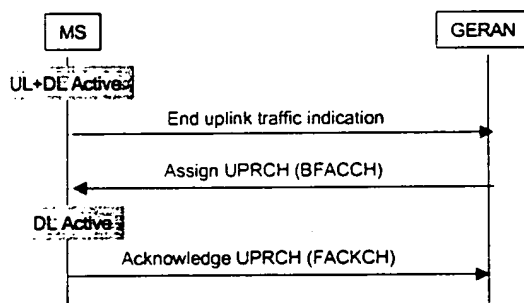 MS
GERAN
UL+DL Active
End uplink traffic indication
Assign UPRCH (BFACCH)
DL Active
Acknowledge UPRCH (FACKCH)